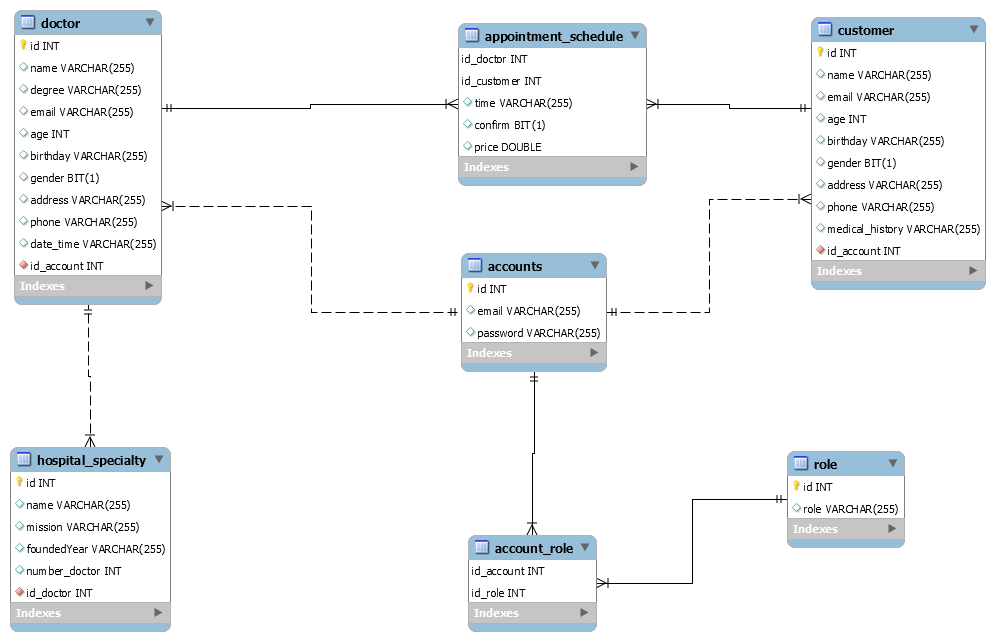 doctor
id INT
name VARCHAR(255)
degree VARCHAR(255)
email VARCHAR(255)
age INT
birthday VARCHAR(255)
gender BIT(1)
address VARCHAR(255)
phone VARCHAR(255)
date_time VARCHAR(255)
id_account INT
Indexes
appointment_schedule
id_doctor INT
id_customer INT
time VARCHAR(255)
confirm BIT(1)
price DOUBLE
Indexes
customer
id INT
name VARCHAR(255)
email VARCHAR(255)
age INT
birthday VARCHAR(255)
gender BIT(1)
address VARCHAR(255)
phone VARCHAR(255)
medical_history VARCHAR(255)
id_account INT
Indexes
accounts
id INT
email VARCHAR(255)
password VARCHAR(255)
Indexes
hospital_specialty
id INT
name VARCHAR(255)
mission VARCHAR(255)
foundedYear VARCHAR(255)
number_doctor INT
id_doctor INT
Indexes
account_role
id_account INT
id_role INT
Indexes
role
id INT
role VARCHAR(255)
Indexes